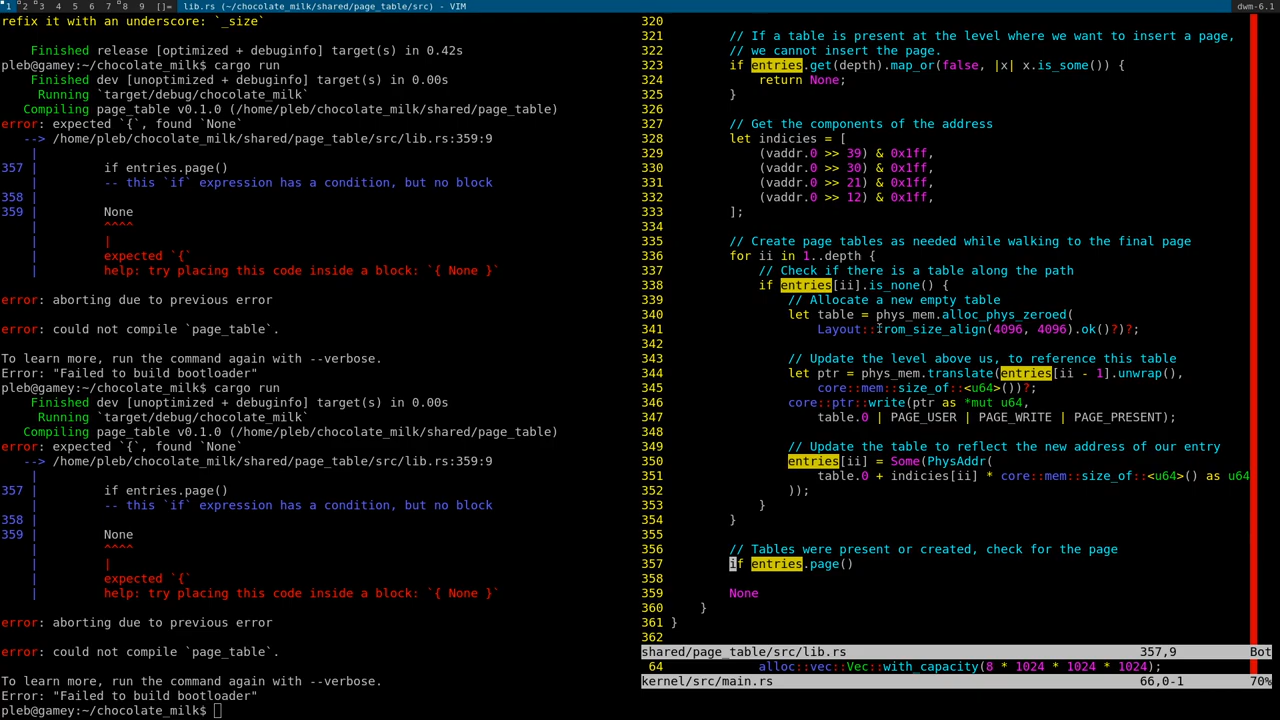 1 2 3 4 5 6 7 8 9 []= lib.rs (~/chocolate_milk/shared/page_table/src) - VIM dwm-6.1
refix it with an underscore: `_size`
    Finished release [optimized + debuginfo] target(s) in 0.42s
pleb@gamey:~/chocolate_milk$ cargo run
    Finished dev [unoptimized + debuginfo] target(s) in 0.00s
     Running `target/debug/chocolate_milk`
   Compiling page_table v0.1.0 (/home/pleb/chocolate_milk/shared/page_table)
error: expected `{`, found `None`
   --> /home/pleb/chocolate_milk/shared/page_table/src/lib.rs:359:9
    |
357 |         if entries.page()
    |         -- this `if` expression has a condition, but no block
358 |
359 |         None
    |         ^^^^
    |         |
    |         expected `{`
    |         help: try placing this code inside a block: `{ None }`
error: aborting due to previous error
error: could not compile `page_table`.
To learn more, run the command again with --verbose.
Error: "Failed to build bootloader"
pleb@gamey:~/chocolate_milk$ cargo run
    Finished dev [unoptimized + debuginfo] target(s) in 0.00s
     Running `target/debug/chocolate_milk`
   Compiling page_table v0.1.0 (/home/pleb/chocolate_milk/shared/page_table)
error: expected `{`, found `None`
   --> /home/pleb/chocolate_milk/shared/page_table/src/lib.rs:359:9
    |
357 |         if entries.page()
    |         -- this `if` expression has a condition, but no block
358 |
359 |         None
    |         ^^^^
    |         |
    |         expected `{`
    |         help: try placing this code inside a block: `{ None }`
error: aborting due to previous error
error: could not compile `page_table`.
To learn more, run the command again with --verbose.
Error: "Failed to build bootloader"
pleb@gamey:~/chocolate_milk$
320
321         // If a table is present at the level where we want to insert a page,
322         // we cannot insert the page.
323         if entries.get(depth).map_or(false, |x| x.is_some()) {
324             return None;
325         }
326
327         // Get the components of the address
328         let indicies = [
329             (vaddr.0 >> 39) & 0x1ff,
330             (vaddr.0 >> 30) & 0x1ff,
331             (vaddr.0 >> 21) & 0x1ff,
332             (vaddr.0 >> 12) & 0x1ff,
333         ];
334
335         // Create page tables as needed while walking to the final page
336         for ii in 1..depth {
337             // Check if there is a table along the path
338             if entries[ii].is_none() {
339                 // Allocate a new empty table
340                 let table = phys_mem.alloc_phys_zeroed(
341                     Layout::from_size_align(4096, 4096).ok()?)?;
342
343                 // Update the level above us, to reference this table
344                 let ptr = phys_mem.translate(entries[ii - 1].unwrap(),
345                     core::mem::size_of::<u64>())?;
346                 core::ptr::write(ptr as *mut u64,
347                     table.0 | PAGE_USER | PAGE_WRITE | PAGE_PRESENT);
348
349                 // Update the table to reflect the new address of our entry
350                 entries[ii] = Some(PhysAddr(
351                     table.0 + indicies[ii] * core::mem::size_of::<u64>() as u64
352                 ));
353             }
354         }
355
356         // Tables were present or created, check for the page
357         if entries.page()
358
359         None
360     }
361 }
362
shared/page_table/src/lib.rs 357,9 Bot
64         alloc::vec::Vec::with_capacity(8 * 1024 * 1024 * 1024);
kernel/src/main.rs 66,0-1 70%